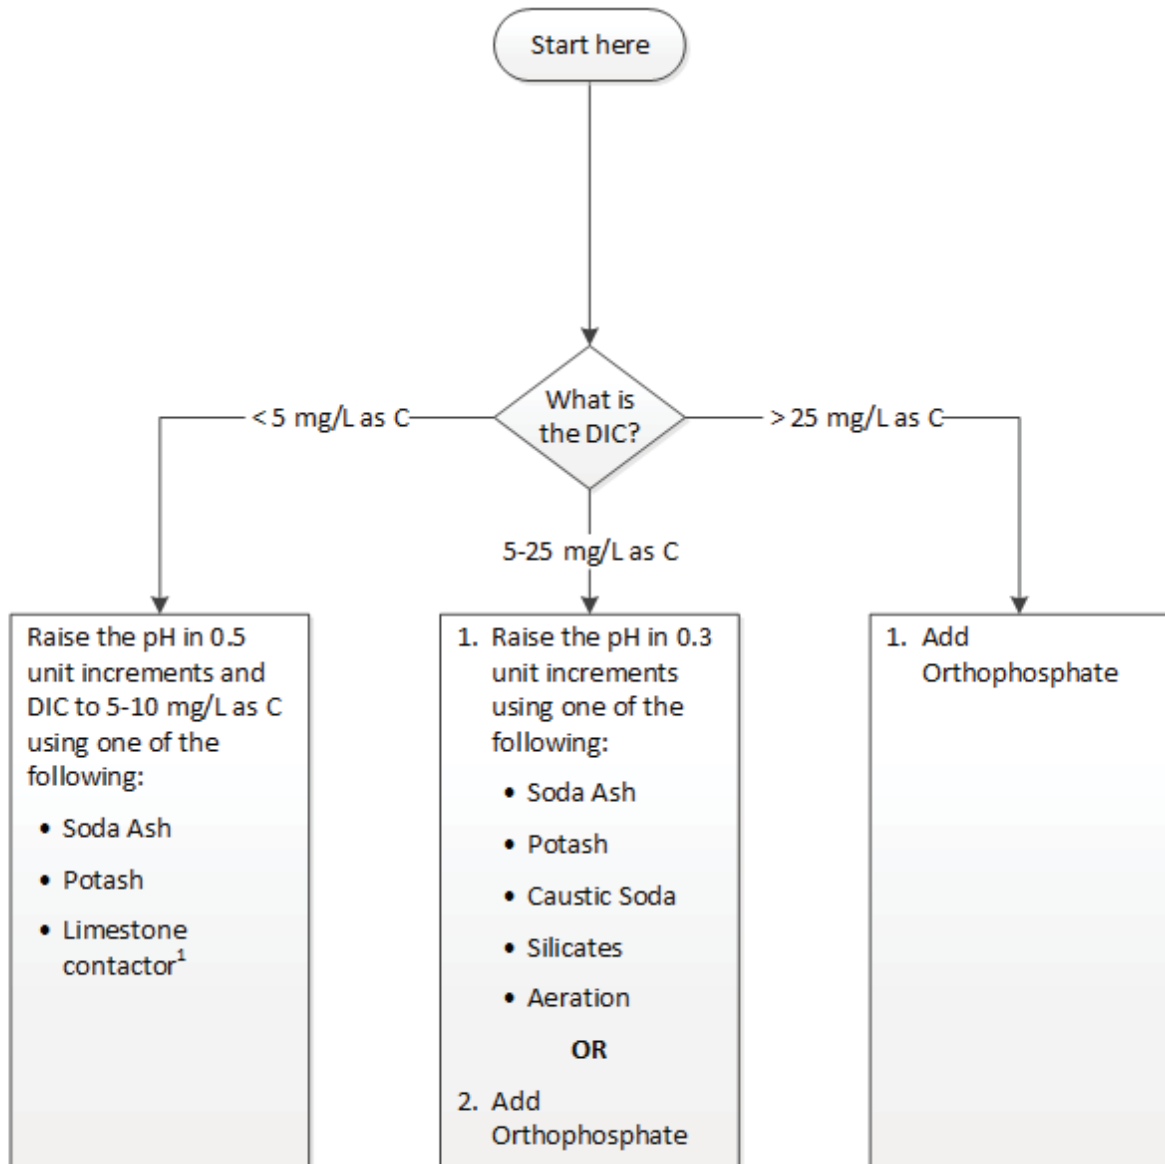 Start here
What is
the DIC?
< 5 mg/L as C
> 25 mg/L as C
5-25 mg/L as C
Raise the pH in 0.5
unit increments and
DIC to 5-10 mg/L as C
using one of the
following:
• Soda Ash
• Potash
• Limestone
contactor¹
1. Raise the pH in 0.3
unit increments
using one of the
following:
• Soda Ash
• Potash
• Caustic Soda
• Silicates
• Aeration
OR
2. Add
Orthophosphate
1. Add
Orthophosphate